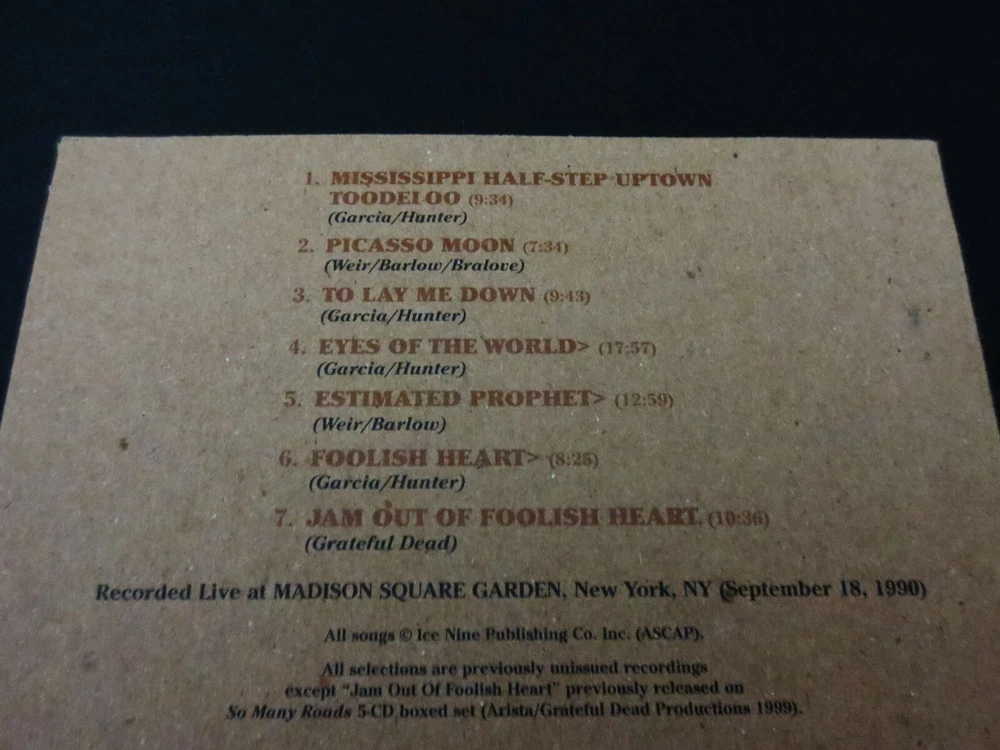 1. MISSISSIPPI HALF-STEP UPTOWN
TOODELOO (9:34)
(Garcia/Hunter)
2. PICASSO MOON (7:34)
(Weir/Barlow/Bralove)
3. TO LAY ME DOWN (9:43)
(Garcia/Hunter)
4. EYES OF THE WORLD> (17:57)
(Garcia/Hunter)
5. ESTIMATED PROPHET> (12:59)
(Weir/Barlow)
6. FOOLISH HEART> (8:25)
(Garcia/Hunter)
7. JAM OUT OF FOOLISH HEART (10:36)
(Grateful Dead)
Recorded Live at MADISON SQUARE GARDEN, New York, NY (September 18, 1990)
All songs © Ice Nine Publishing Co. Inc. (ASCAP).
All selections are previously unissued recordings
except "Jam Out Of Foolish Heart" previously released on
So Many Roads 5-CD boxed set (Arista/Grateful Dead Productions 1999).